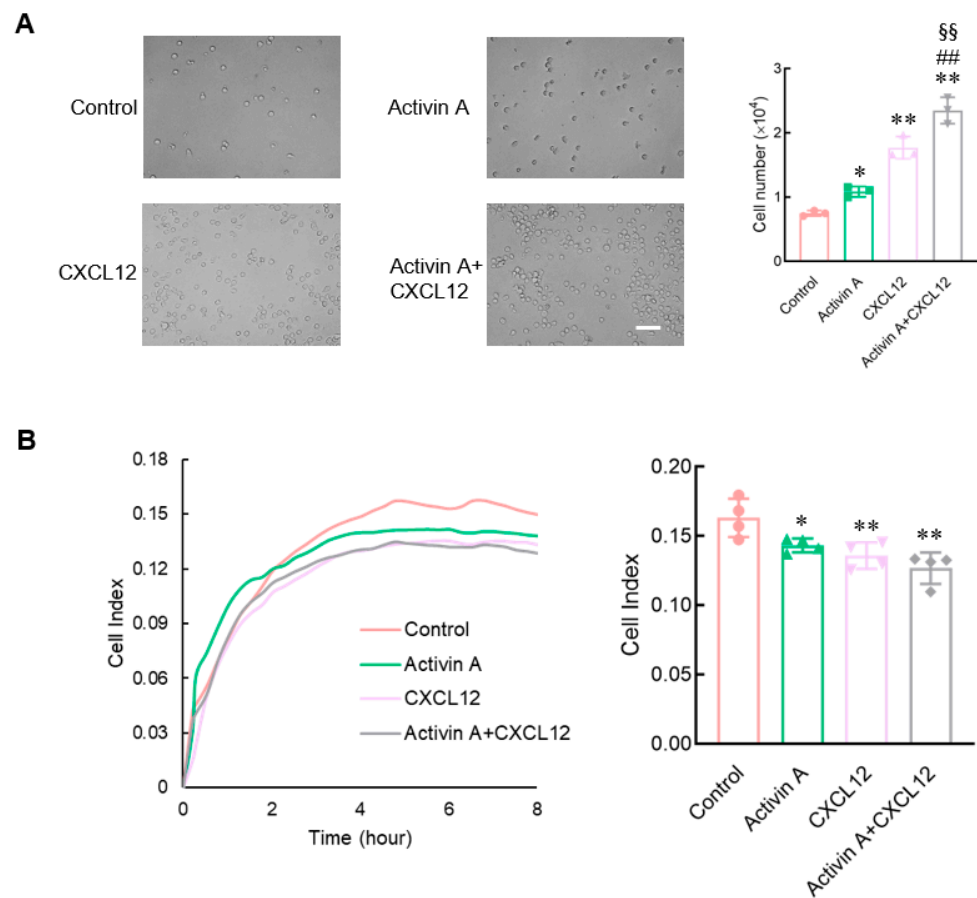 A
Control
Activin A
CXCL12
Activin A+
CXCL12
§§
##
**
**
*
3
2
1
0
Cell number (×10⁴)
Control
Activin A
CXCL12
Activin A+CXCL12
B
0.18
0.15
0.12
0.09
0.06
0.03
0
Cell Index
0 2 4 6 8
Time (hour)
Control
Activin A
CXCL12
Activin A+CXCL12
0.20
0.15
0.10
0.05
0.00
Cell Index
*
**
**
Control
Activin A
CXCL12
Activin A+CXCL12